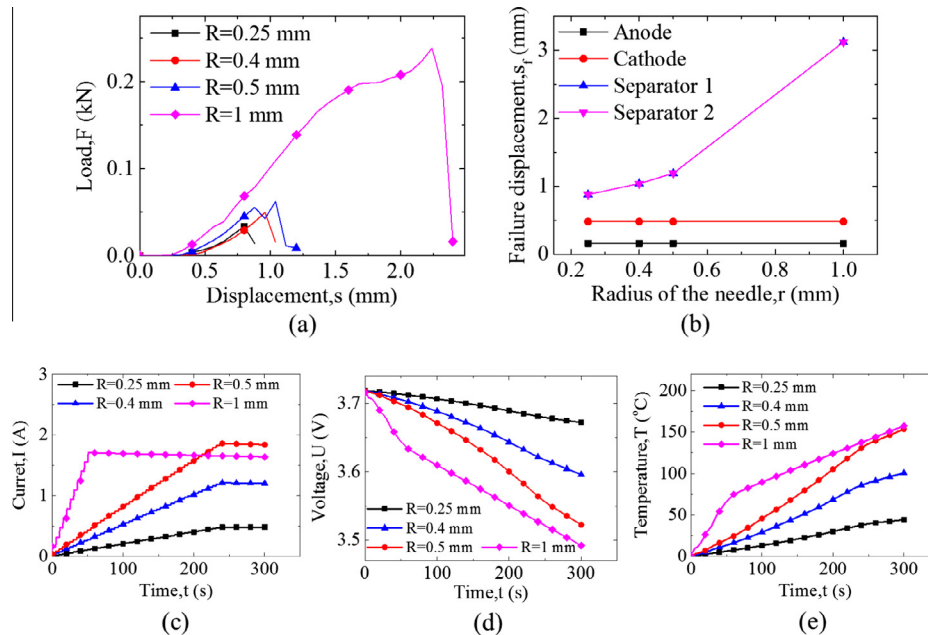 Load,F (kN)
0.2
0.1
0.0
R=0.25 mm
R=0.4 mm
R=0.5 mm
R=1 mm
0.0 0.5 1.0 1.5 2.0
Displacement,s (mm)
(a)
Failure displacement,s_f (mm)
3
2
1
0
Anode
Cathode
Separator 1
Separator 2
0.2 0.4 0.6 0.8 1.0
Radius of the needle,r (mm)
(b)
Curret,I (A)
3
2
1
0
R=0.25 mm R=0.5 mm
R=0.4 mm R=1 mm
0 100 200 300
Time,t (s)
(c)
Voltage,U (V)
3.7
3.6
3.5
R=0.25 mm
R=0.4 mm
R=0.5 mm R=1 mm
0 100 200 300
Time,t (s)
(d)
Temperature,T (°C)
200
150
100
50
0
R=0.25 mm
R=0.4 mm
R=0.5 mm
R=1 mm
0 100 200 300
Time,t (s)
(e)